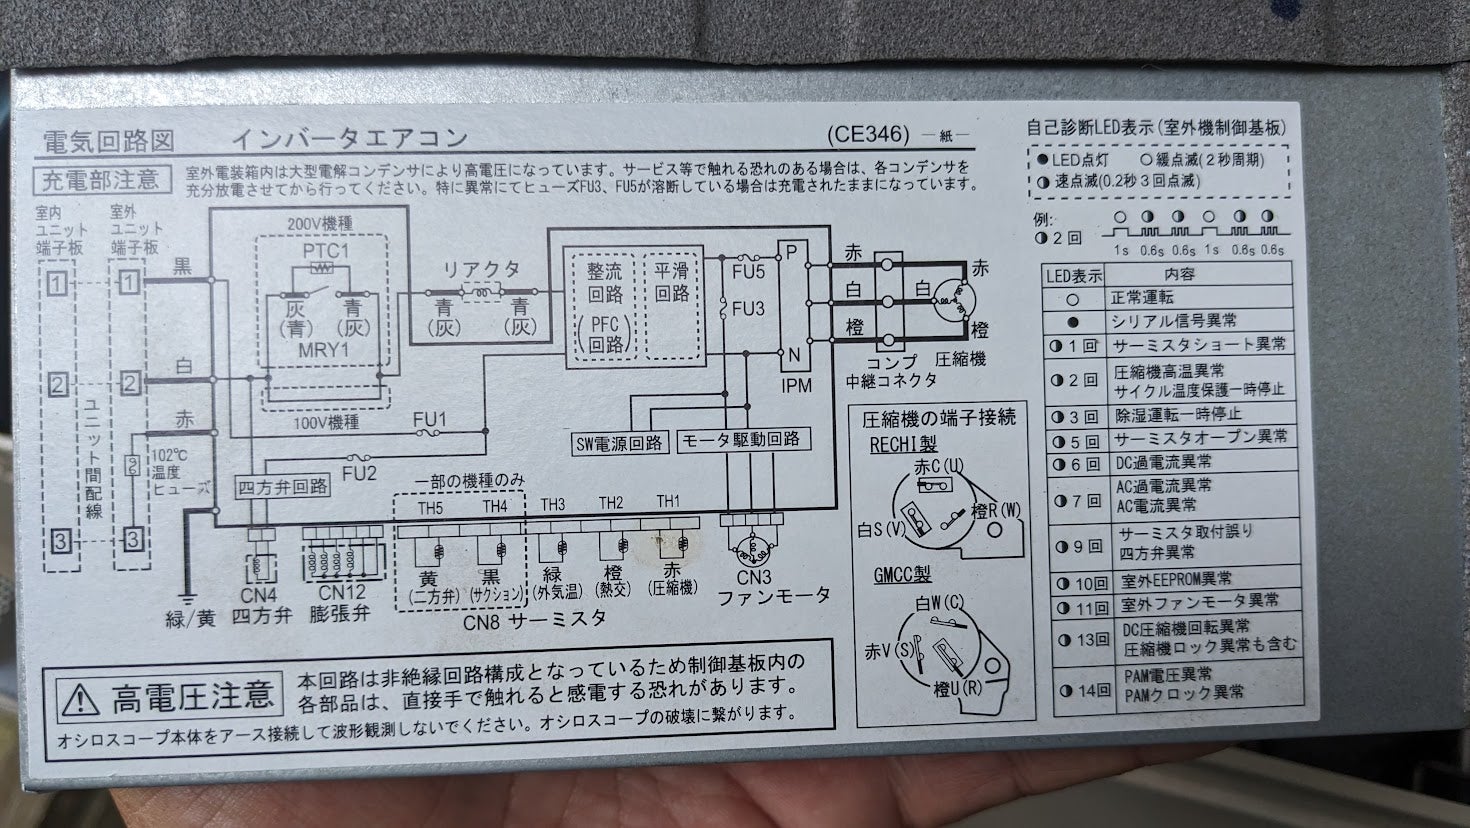 電気回路図 インバータエアコン (CE346) ―紙―
充電部注意
室外電装箱内は大型電解コンデンサにより高電圧になっています。サービス等で触れる恐れのある場合は、各コンデンサを
充分放電させてから行ってください。特に異常にてヒューズFU3、FU5が溶断している場合は充電されたままになっています。
室内
ユニット
端子板
室外
ユニット
端子板
1 1
黒
2 2
白
赤
ユニット間配線
102℃
温度
ヒューズ
3 3
緑/黄
200V機種
PTC1
灰
(青)
青
(灰)
MRY1
100V機種
リアクタ
青
(灰)
青
(灰)
整流
回路
(PFC
回路)
平滑
回路
FU5
FU3
P
N
IPM
赤
白
橙
コンプ
中継コネクタ
赤
白
橙
圧縮機
FU1
FU2
四方弁回路
SW電源回路
モータ駆動回路
一部の機種のみ
TH5 TH4 TH3 TH2 TH1
CN4
四方弁
CN12
膨張弁
黄
(二方弁)
黒
(サクション)
緑
(外気温)
橙
(熱交)
赤
(圧縮機)
CN8 サーミスタ
CN3
ファンモータ
高電圧注意
本回路は非絶縁回路構成となっているため制御基板内の
各部品は、直接手で触れると感電する恐れがあります。
オシロスコープ本体をアース接続して波形観測しないでください。オシロスコープの破壊に繋がります。
圧縮機の端子接続
RECHI製
赤C(U)
白S(V)
橙R(W)
GMCC製
白W(C)
赤V(S)
橙U(R)
自己診断LED表示(室外機制御基板)
●LED点灯 ○緩点滅(2秒周期)
◑速点滅(0.2秒3回点滅)
例:
◑2回
○ ◑ ◑ ○ ◑ ◑
1s 0.6s 0.6s 1s 0.6s 0.6s
LED表示 内容
○ 正常運転
● シリアル信号異常
◑1回 サーミスタショート異常
◑2回 圧縮機高温異常
サイクル温度保護一時停止
◑3回 除湿運転一時停止
◑5回 サーミスタオープン異常
◑6回 DC過電流異常
◑7回 AC過電流異常
AC電流異常
◑9回 サーミスタ取付誤り
四方弁異常
◑10回 室外EEPROM異常
◑11回 室外ファンモータ異常
◑13回 DC圧縮機回転異常
圧縮機ロック異常も含む
◑14回 PAM電圧異常
PAMクロック異常